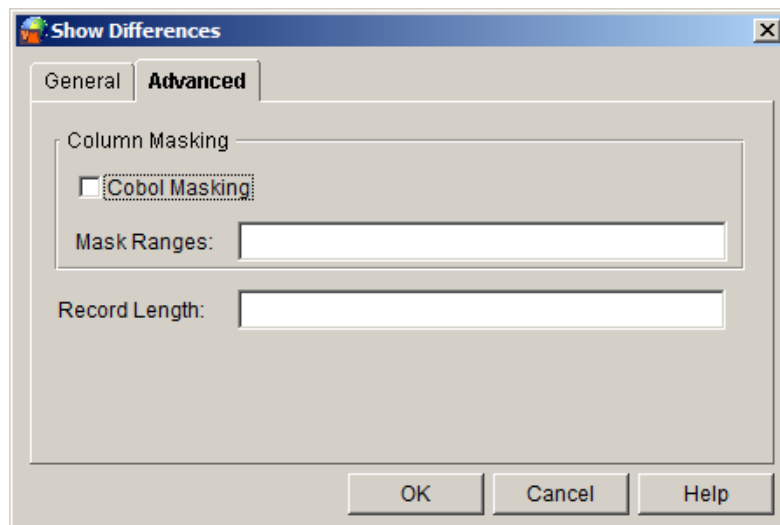 Show Differences
General Advanced
Column Masking
Cobol Masking
Mask Ranges:
Record Length:
OK Cancel Help